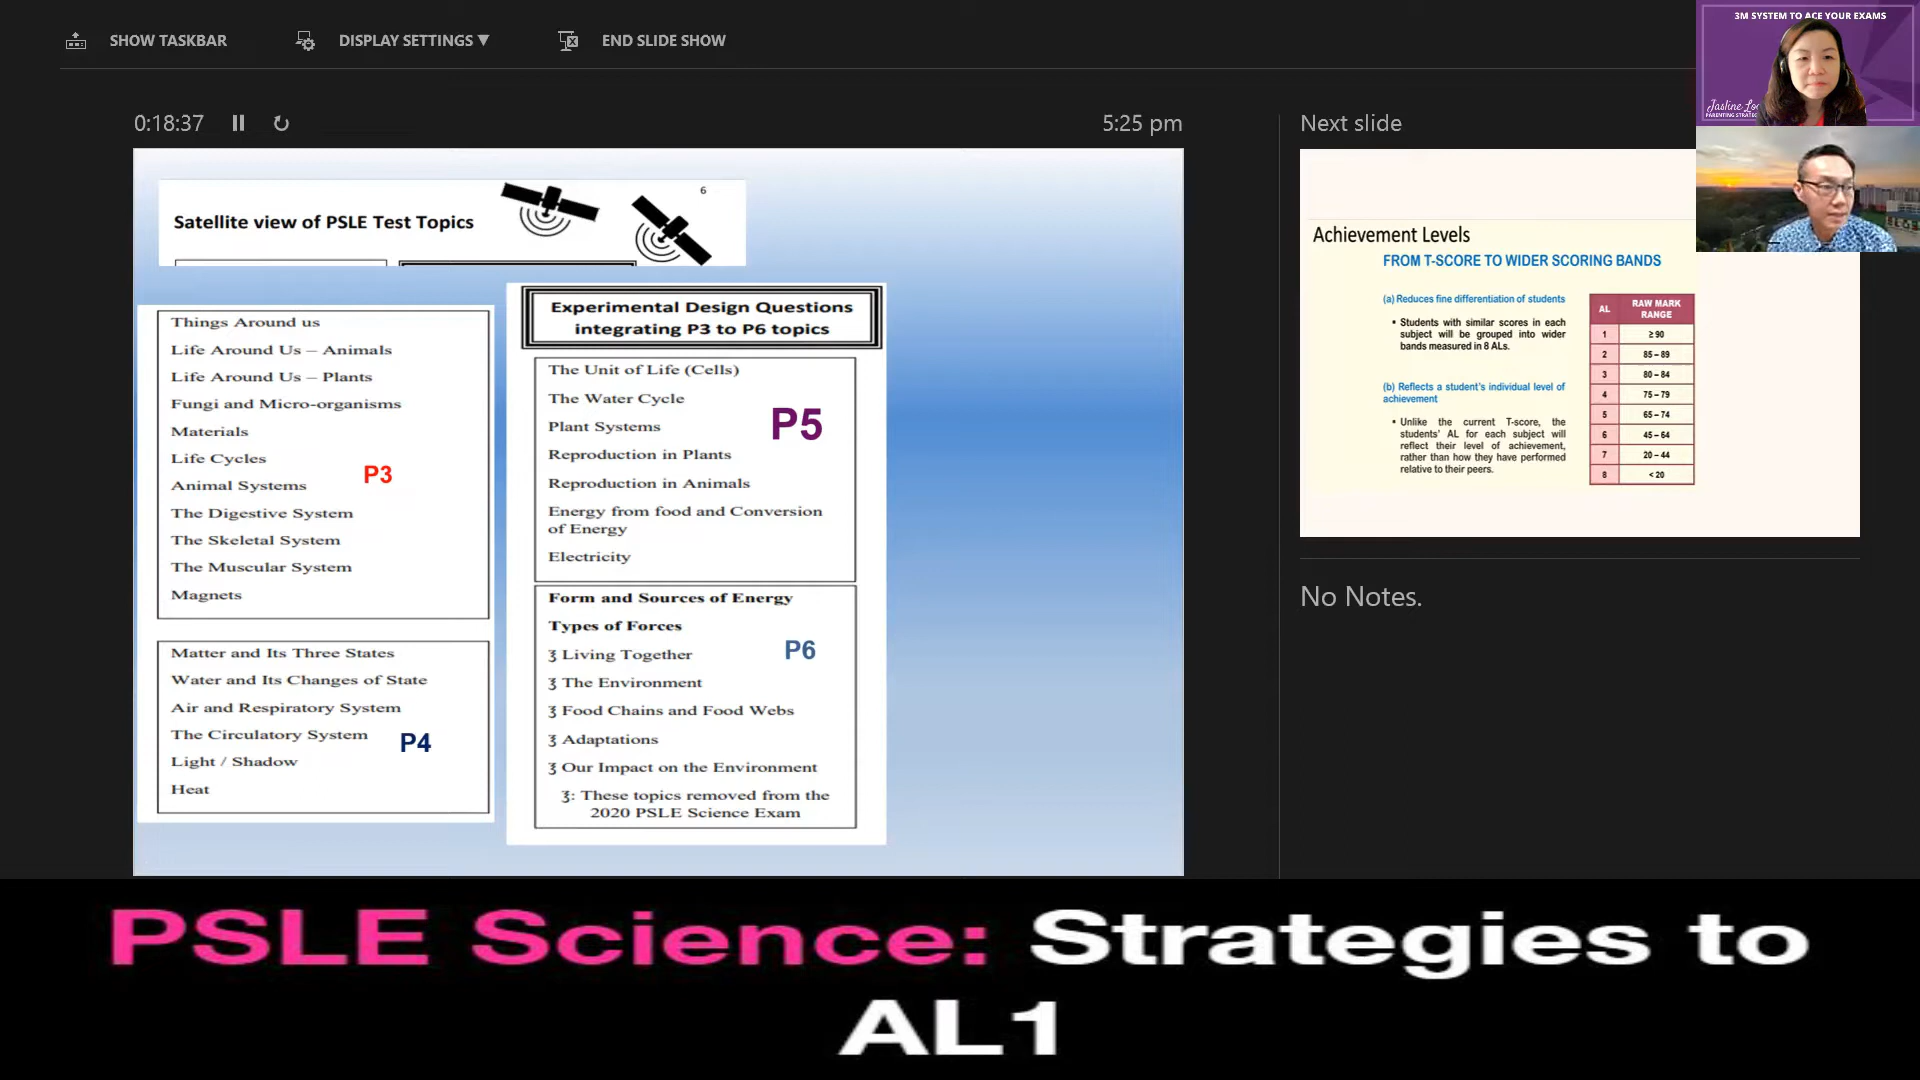 SHOW TASKBAR
DISPLAY SETTINGS ▼
END SLIDE SHOW
3M SYSTEM TO ACE YOUR EXAMS
0:18:37
5:25 pm
Next slide
6
Satellite view of PSLE Test Topics
Things Around us
Life Around Us – Animals
Life Around Us – Plants
Fungi and Micro-organisms
Materials
Life Cycles
Animal Systems
P3
The Digestive System
The Skeletal System
The Muscular System
Magnets
Matter and Its Three States
Water and Its Changes of State
Air and Respiratory System
The Circulatory System
P4
Light / Shadow
Heat
Experimental Design Questions
integrating P3 to P6 topics
The Unit of Life (Cells)
The Water Cycle
P5
Plant Systems
Reproduction in Plants
Reproduction in Animals
Energy from food and Conversion
of Energy
Electricity
Form and Sources of Energy
Types of Forces
P6
ʒ Living Together
ʒ The Environment
ʒ Food Chains and Food Webs
ʒ Adaptations
ʒ Our Impact on the Environment
ʒ: These topics removed from the
2020 PSLE Science Exam
Achievement Levels
FROM T-SCORE TO WIDER SCORING BANDS
(a) Reduces fine differentiation of students
▪ Students with similar scores in each
subject will be grouped into wider
bands measured in 8 ALs.
(b) Reflects a student's individual level of
achievement
▪ Unlike the current T-score, the
students' AL for each subject will
reflect their level of achievement,
rather than how they have performed
relative to their peers.
AL RAW MARK RANGE
1 ≥ 90
2 85 – 89
3 80 – 84
4 75 – 79
5 65 – 74
6 45 – 64
7 20 – 44
8 < 20
No Notes.
PSLE Science: Strategies to
AL1